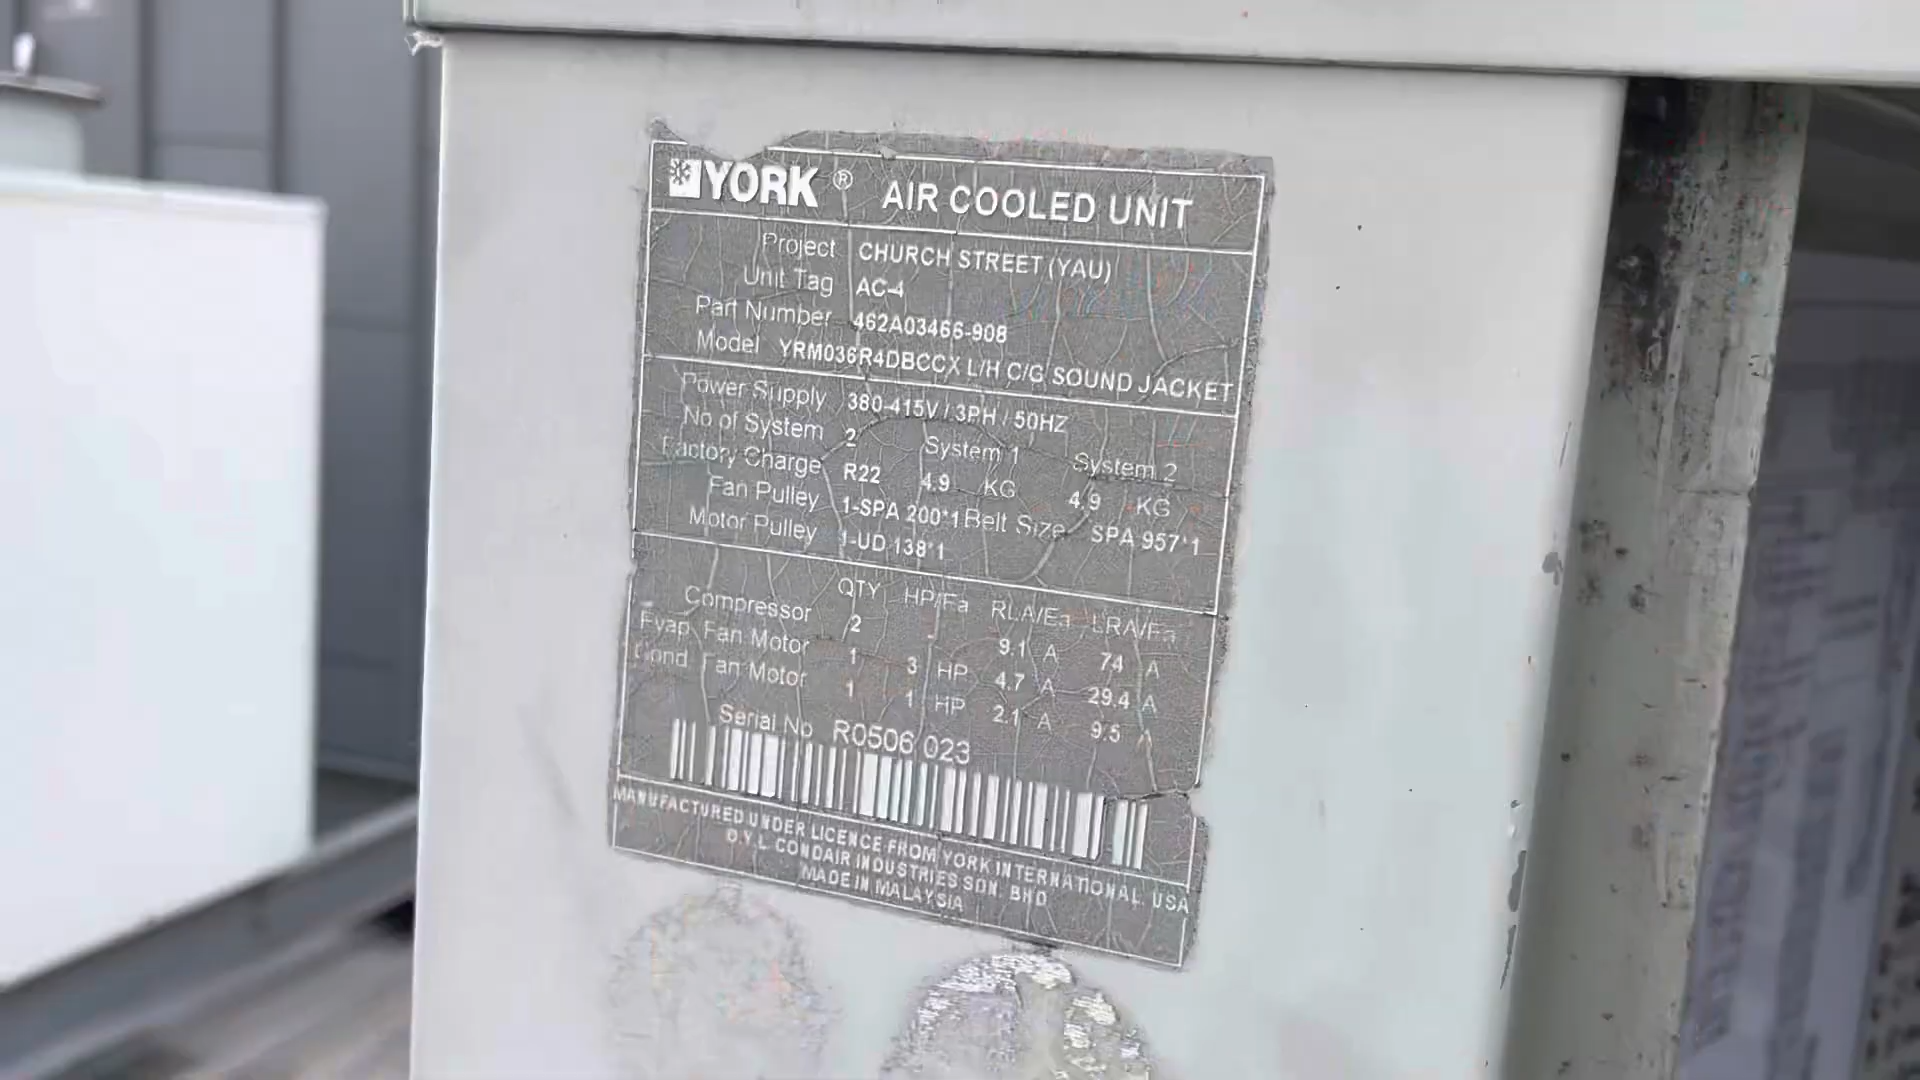 YORK ® AIR COOLED UNIT
Project CHURCH STREET (YAU)
Unit Tag AC-4
Part Number 462A03466-908
Model YRM036R4DBCCX L/H C/G SOUND JACKET
Power Supply 380-415V / 3PH / 50HZ
No of System 2 System 1 System 2
Factory Charge R22 4.9 KG 4.9 KG
Fan Pulley 1-SPA 200*1 Belt Size SPA 957*1
Motor Pulley 1-UD 138*1
QTY HP/Ea RLA/Ea LRA/Ea
Compressor 2 9.1 A 74 A
Evap Fan Motor 1 3 HP 4.7 A 29.4 A
Cond Fan Motor 1 1 HP 2.1 A 9.5 A
Serial No R0506 023
MANUFACTURED UNDER LICENCE FROM YORK INTERNATIONAL, USA
O.Y.L CONDAIR INDUSTRIES SDN. BHD
MADE IN MALAYSIA